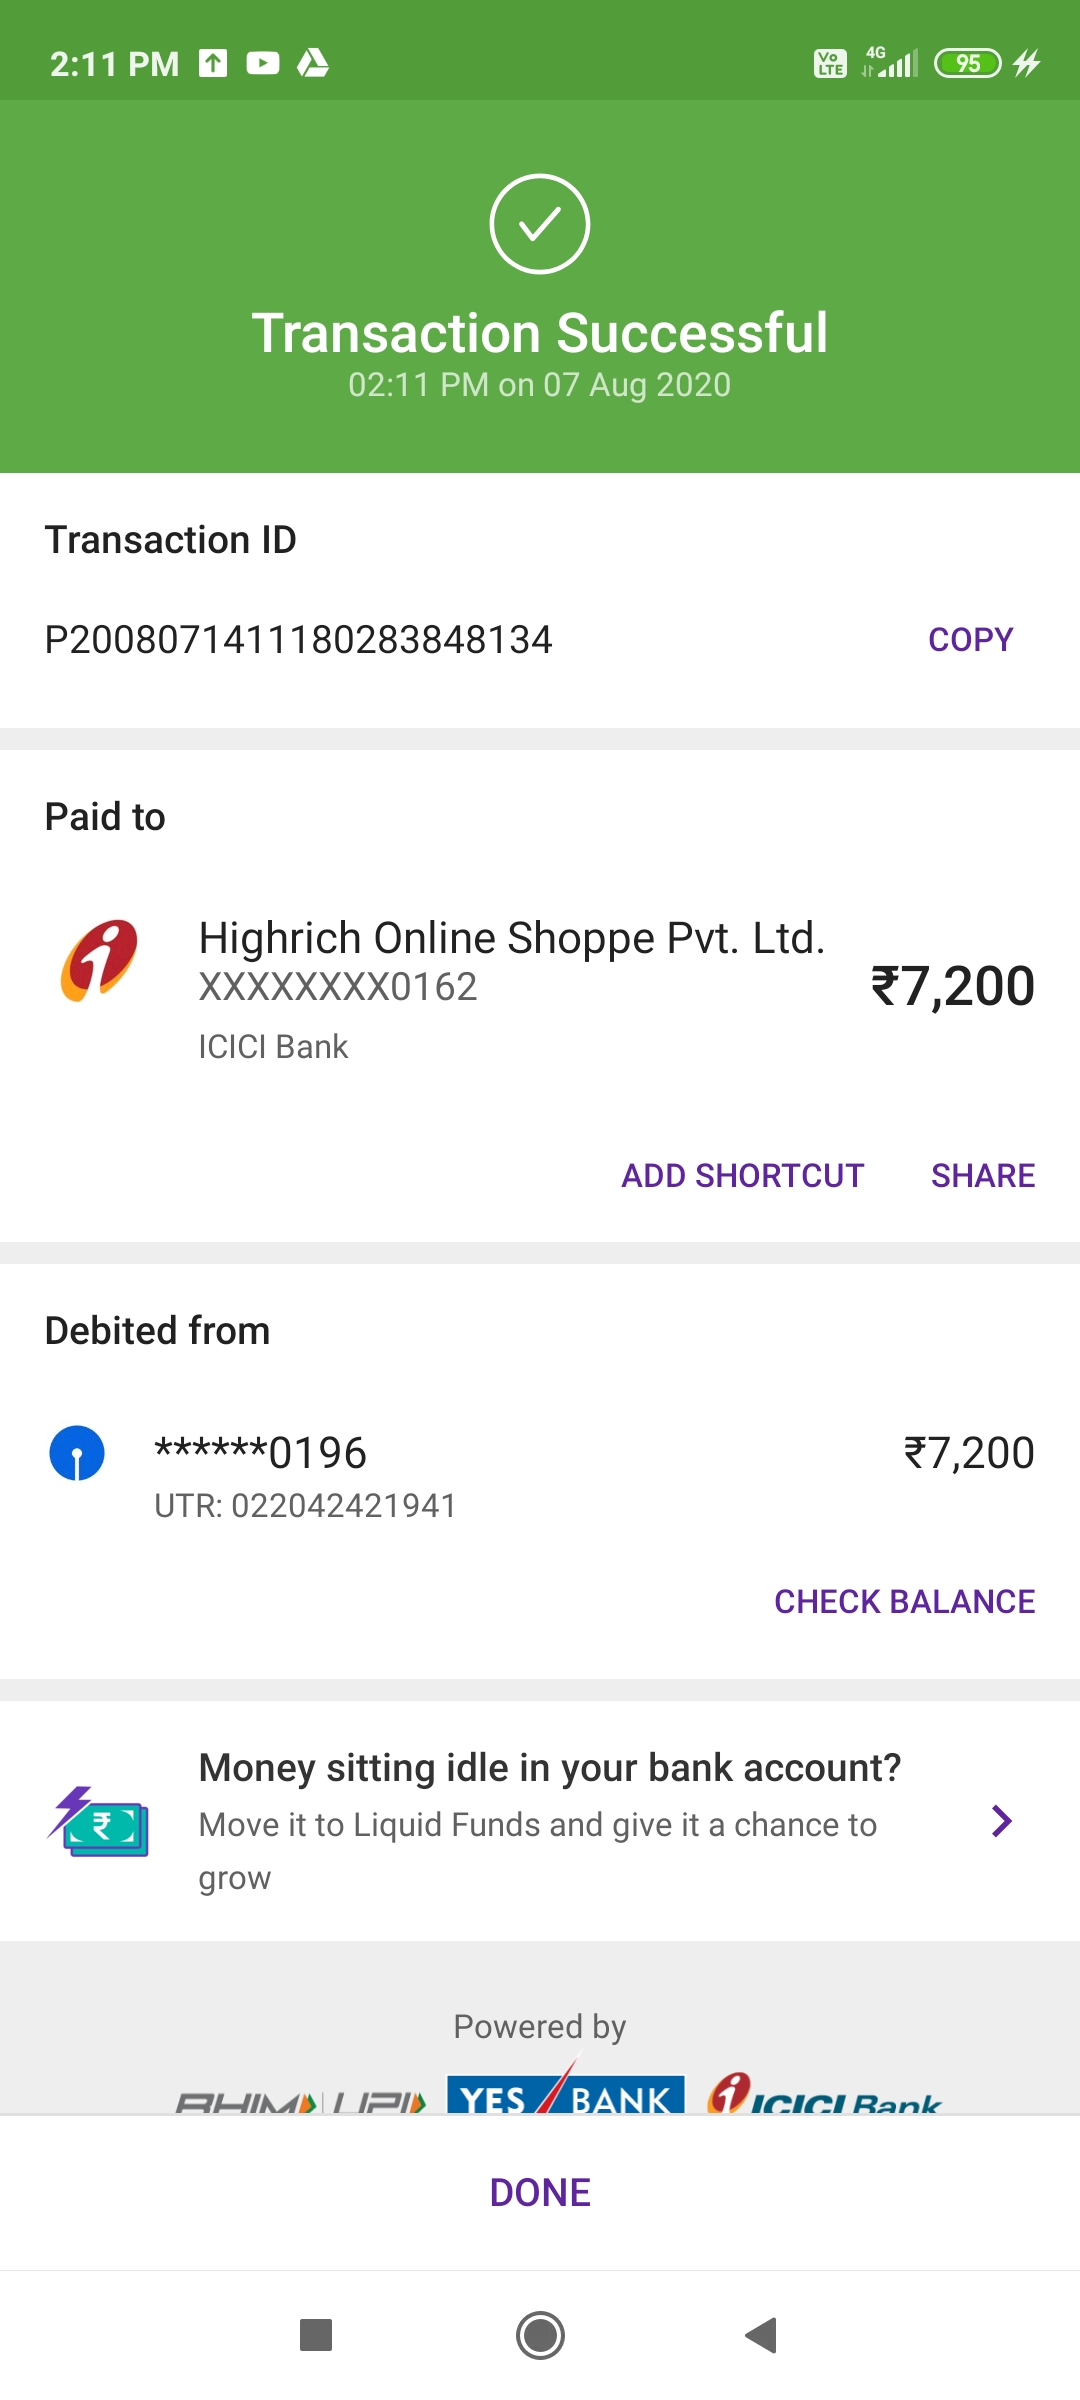 2:11 PM
Vo LTE 4G 95
Transaction Successful
02:11 PM on 07 Aug 2020
Transaction ID
P2008071411180283848134
COPY
Paid to
Highrich Online Shoppe Pvt. Ltd.
XXXXXXXX0162
₹7,200
ICICI Bank
ADD SHORTCUT SHARE
Debited from
******0196
₹7,200
UTR: 022042421941
CHECK BALANCE
Money sitting idle in your bank account?
Move it to Liquid Funds and give it a chance to
grow
Powered by
BHIM UPI YES BANK ICICI Bank
DONE